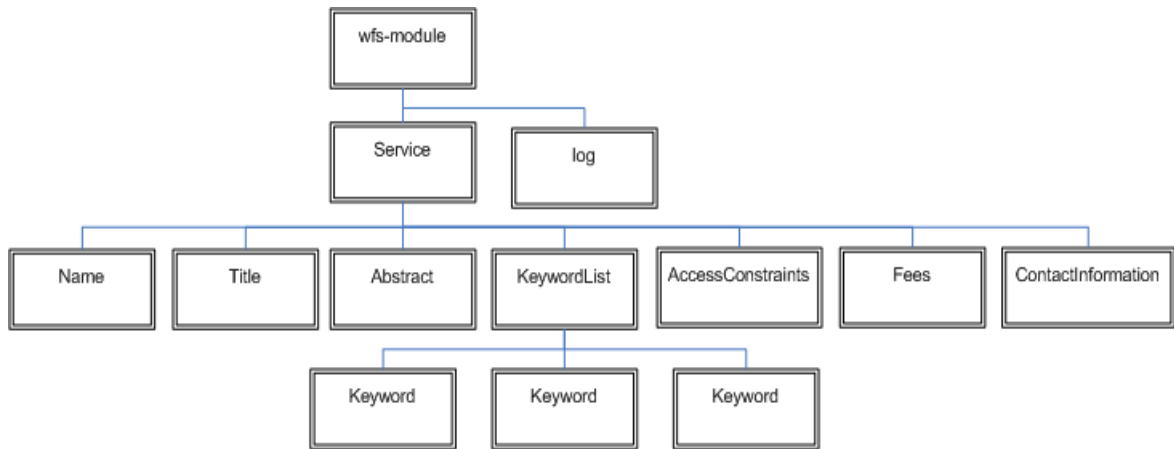 wfs-module
Service
log
Name
Title
Abstract
KeywordList
AccessConstraints
Fees
ContactInformation
Keyword
Keyword
Keyword